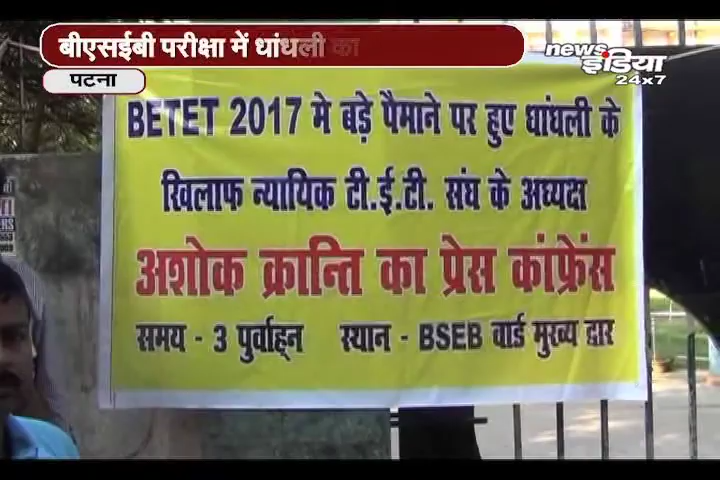 बीएसईबी परीक्षा में धांधली का
पटना
news
इंडिया
24x7
BETET 2017 मे बड़े पैमाने पर हुए धांधली के
खिलाफ न्यायिक टी.ई.टी. संघ के अध्यक्ष
अशोक क्रान्ति का प्रेस कांफ्रेंस
समय - 3 पुर्वाह्न स्थान - BSEB वार्ड मुख्य द्वार